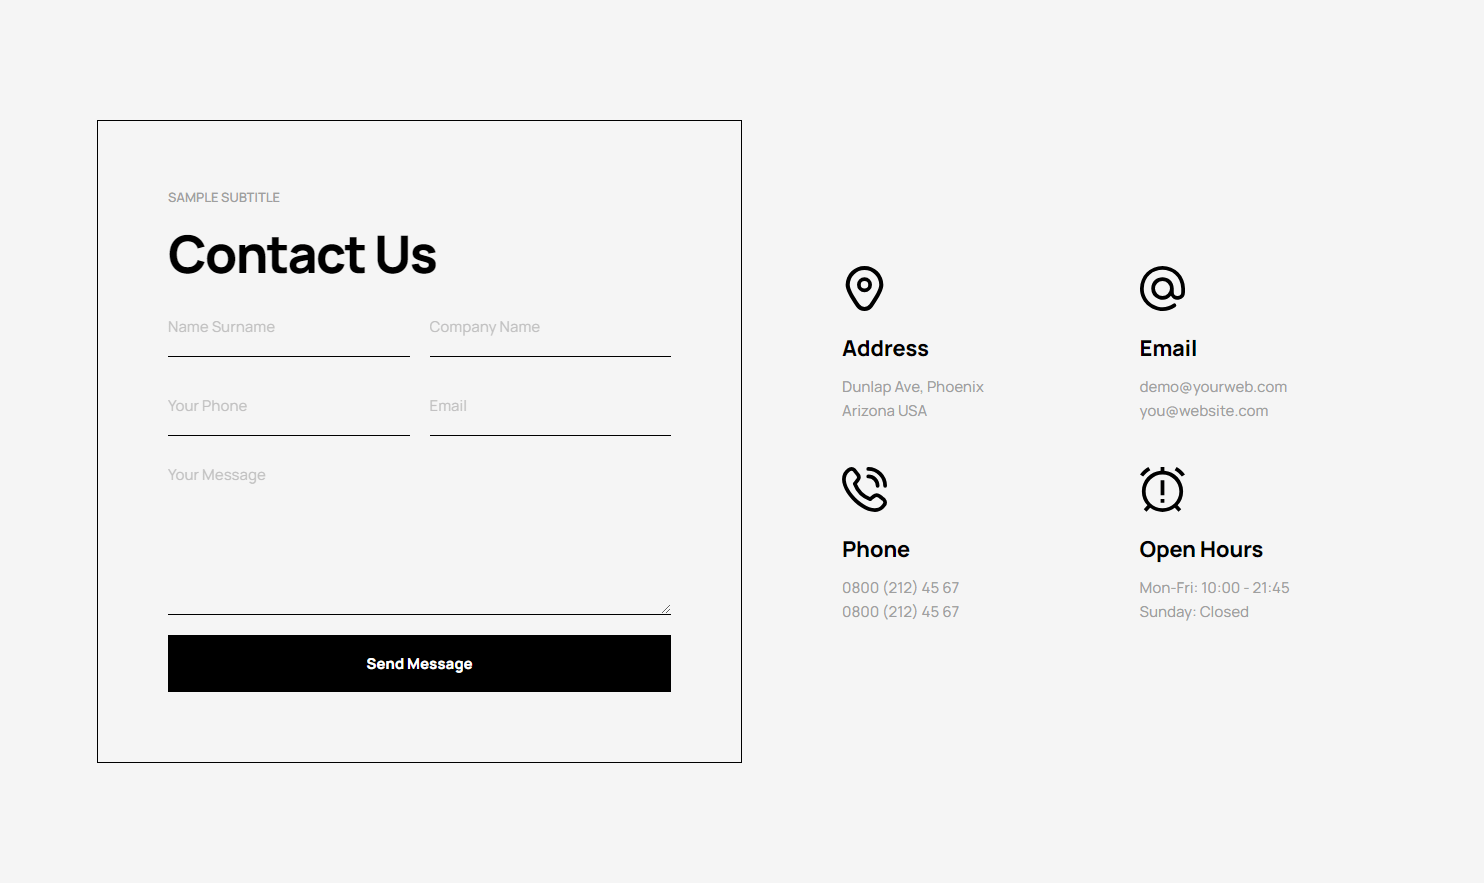 SAMPLE SUBTITLE
Contact Us
Name Surname
Company Name
Your Phone
Email
Your Message
Send Message
Address
Dunlap Ave, Phoenix
Arizona USA
Email
demo@yourweb.com
you@website.com
Phone
0800 (212) 45 67
0800 (212) 45 67
Open Hours
Mon-Fri: 10:00 - 21:45
Sunday: Closed